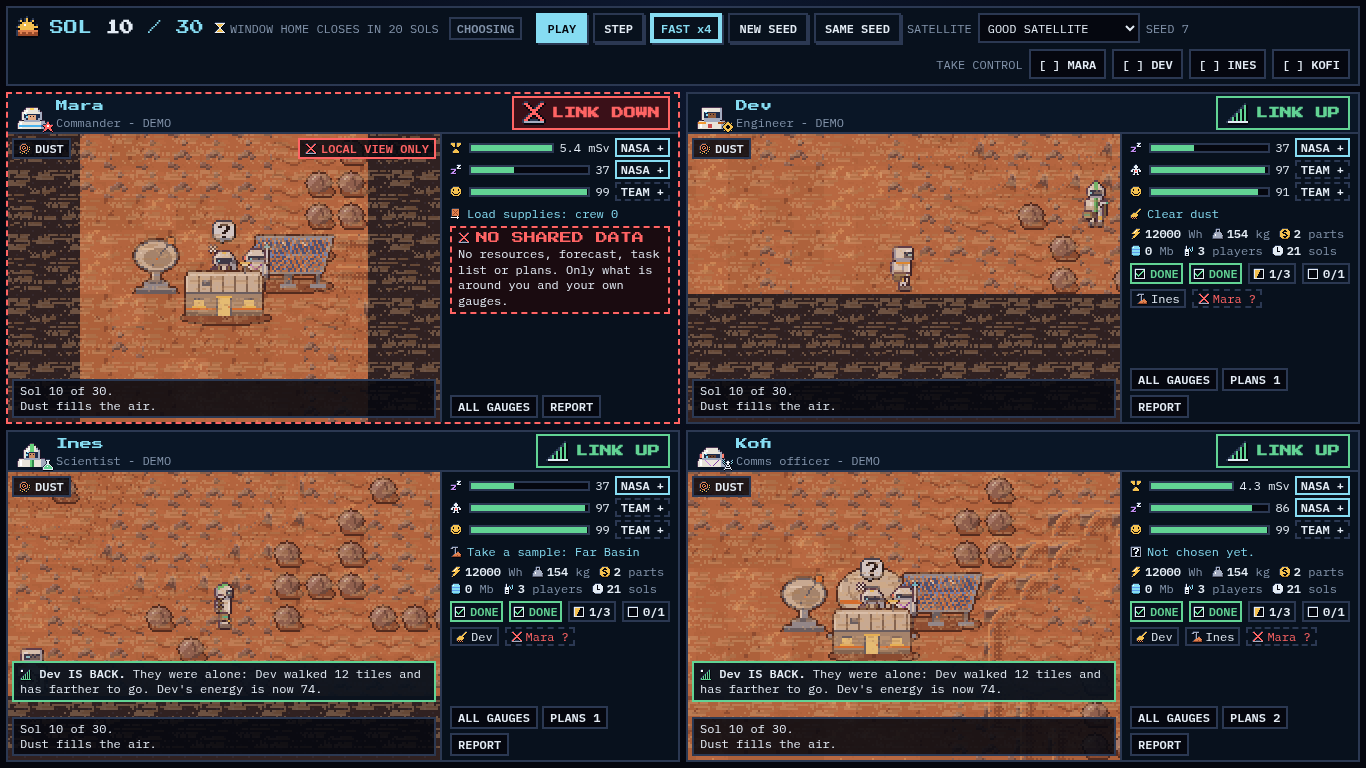 SOL 10 / 30 WINDOW HOME CLOSES IN 20 SOLS CHOOSING PLAY STEP FAST x4 NEW SEED SAME SEED SATELLITE GOOD SATELLITE SEED 7
TAKE CONTROL [ ] MARA [ ] DEV [ ] INES [ ] KOFI
Mara
Commander - DEMO
LINK DOWN
DUST
LOCAL VIEW ONLY
?
Sol 10 of 30.
Dust fills the air.
5.4 mSv NASA +
zz 37 NASA +
99 TEAM +
Load supplies: crew 0
NO SHARED DATA
No resources, forecast, task
list or plans. Only what is
around you and your own
gauges.
ALL GAUGES REPORT
Dev
Engineer - DEMO
LINK UP
DUST
Sol 10 of 30.
Dust fills the air.
zz 37 NASA +
97 TEAM +
91 TEAM +
Clear dust
12000 Wh 154 kg 2 parts
0 Mb 3 players 21 sols
DONE DONE 1/3 0/1
Ines Mara ?
ALL GAUGES PLANS 1
REPORT
Ines
Scientist - DEMO
LINK UP
DUST
Dev IS BACK. They were alone: Dev walked 12 tiles and
has farther to go. Dev's energy is now 74.
Sol 10 of 30.
Dust fills the air.
zz 37 NASA +
97 TEAM +
99 TEAM +
Take a sample: Far Basin
12000 Wh 154 kg 2 parts
0 Mb 3 players 21 sols
DONE DONE 1/3 0/1
Dev Mara ?
ALL GAUGES PLANS 1
REPORT
Kofi
Comms officer - DEMO
LINK UP
DUST
?
Dev IS BACK. They were alone: Dev walked 12 tiles and
has farther to go. Dev's energy is now 74.
Sol 10 of 30.
Dust fills the air.
4.3 mSv NASA +
zz 86 NASA +
99 TEAM +
? Not chosen yet.
12000 Wh 154 kg 2 parts
0 Mb 3 players 21 sols
DONE DONE 1/3 0/1
Dev Ines Mara ?
ALL GAUGES PLANS 2
REPORT